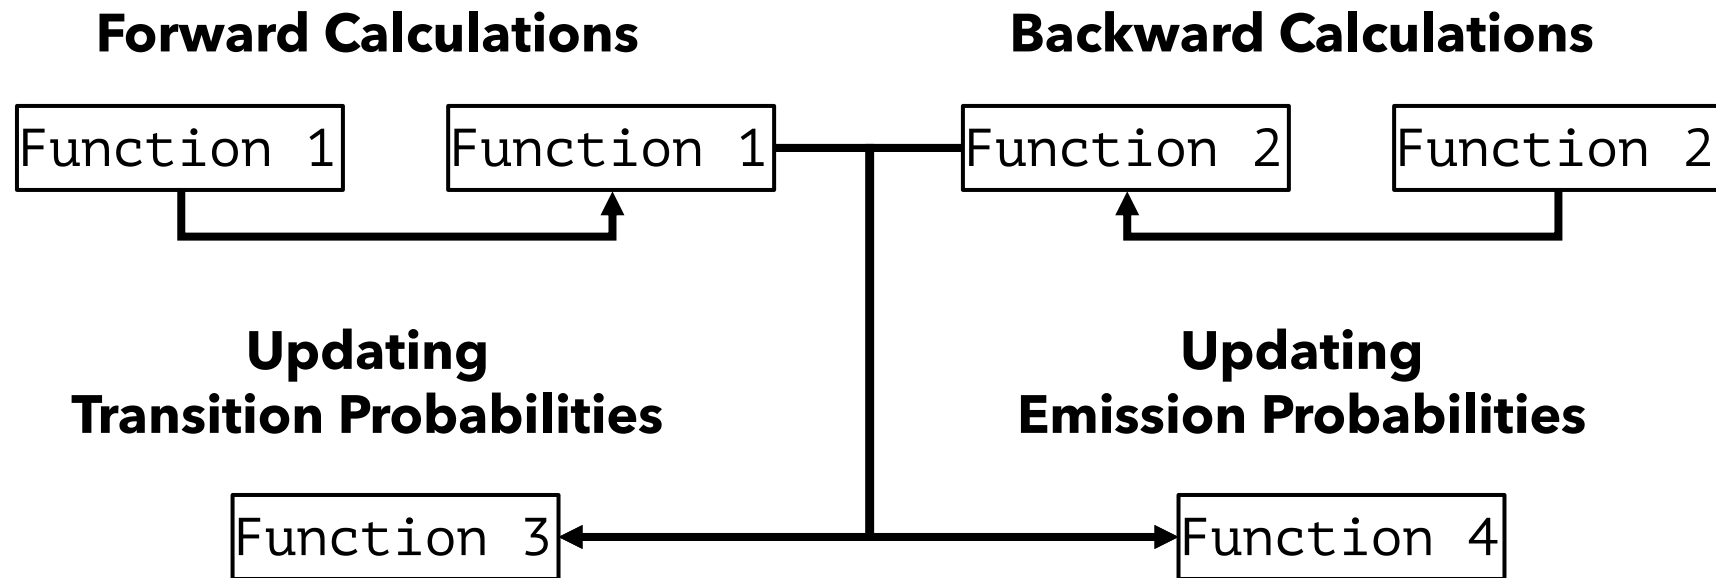 Forward Calculations
Backward Calculations
Function 1
Function 1
Function 2
Function 2
Updating
Transition Probabilities
Updating
Emission Probabilities
Function 3
Function 4